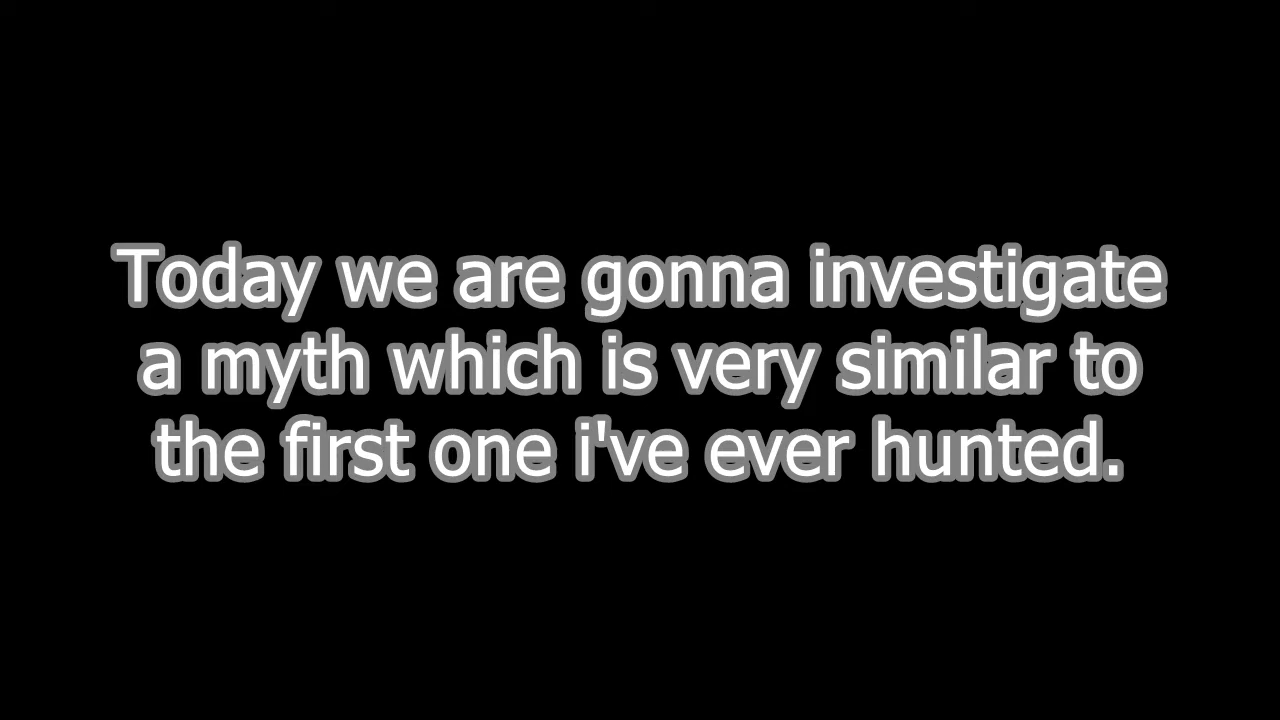 Today we are gonna investigate
a myth which is very similar to
the first one i've ever hunted.